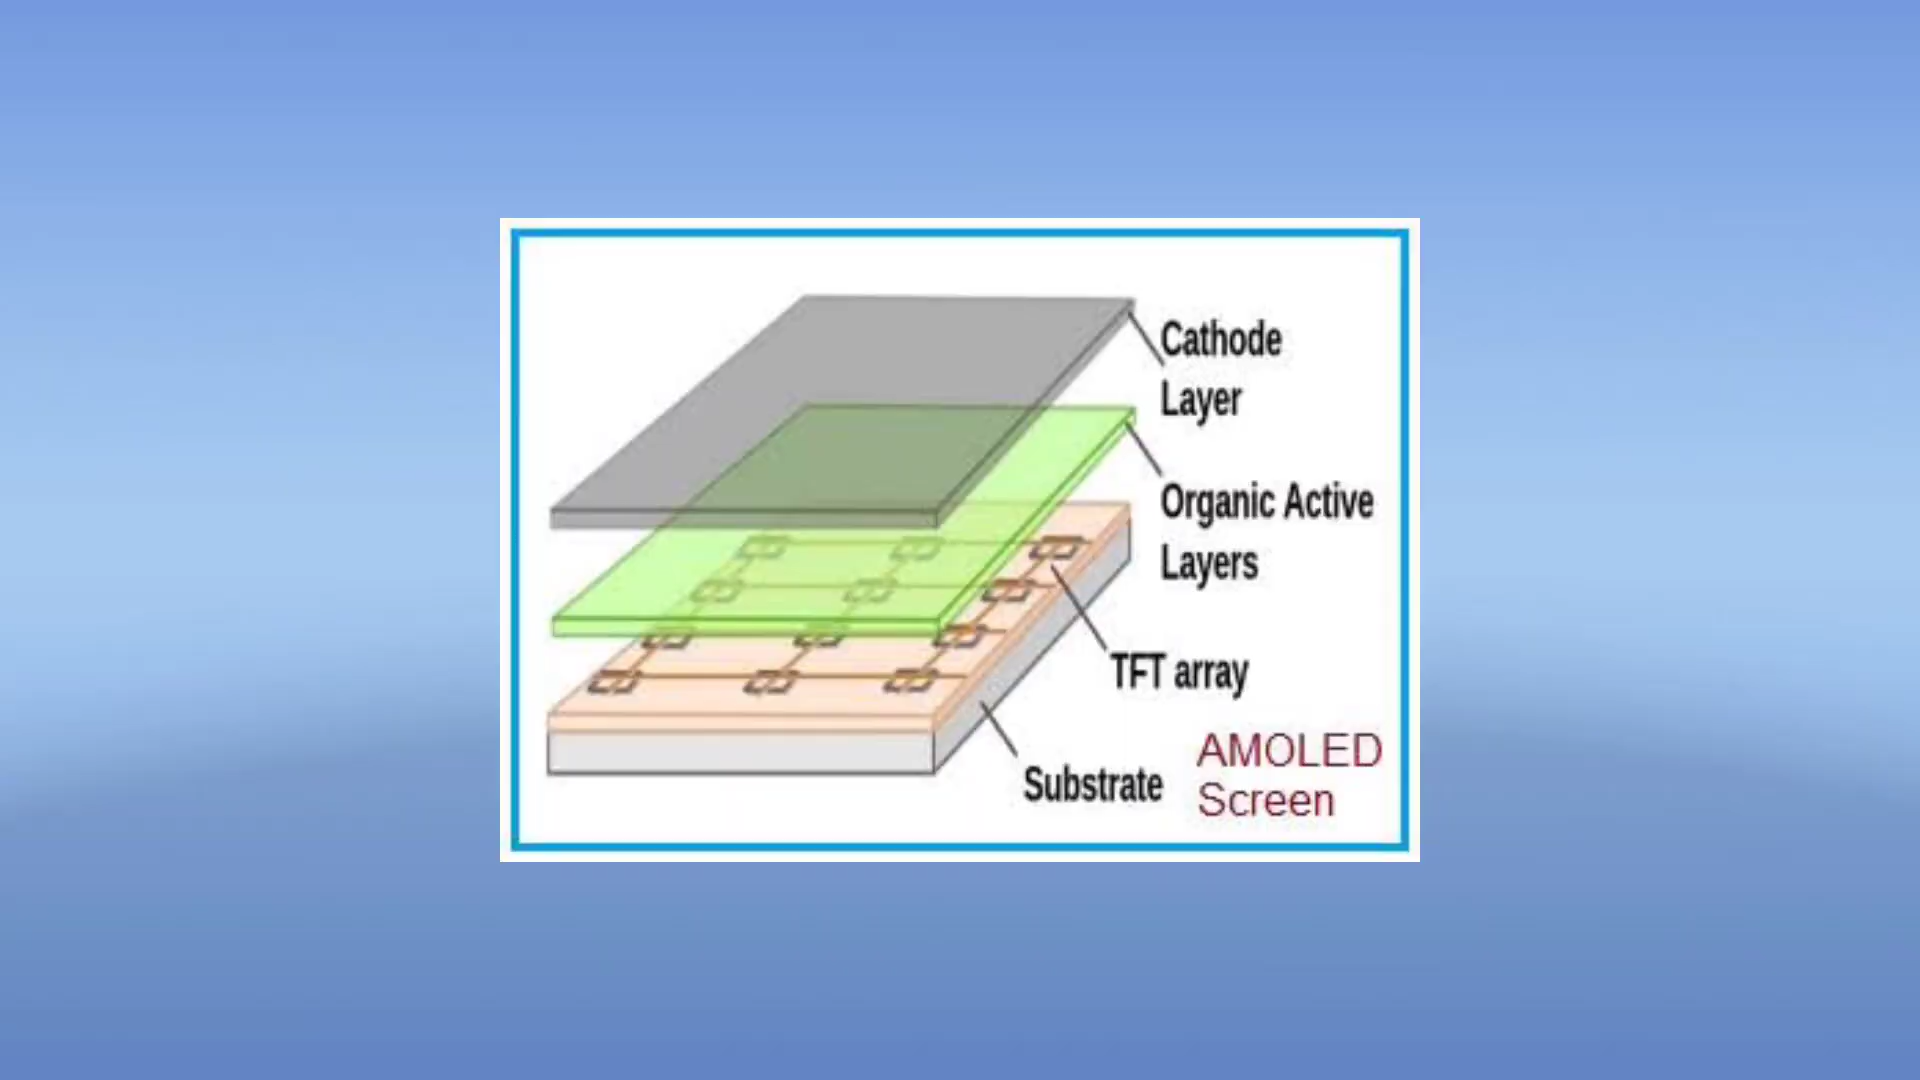 Cathode
Layer
Organic Active
Layers
TFT array
Substrate
AMOLED
Screen